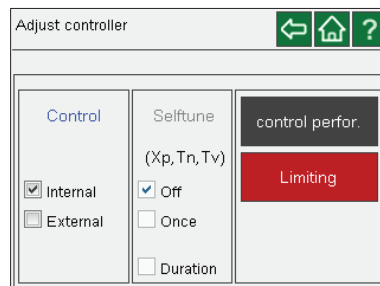 Adjust controller
?
Control
Internal
External
Selftune
(Xp,Tn,Tv)
Off
Once
Duration
control perfor.
Limiting